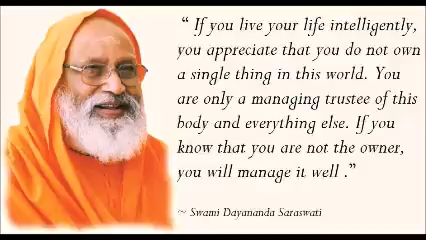 “ If you live your life intelligently,
you appreciate that you do not own
a single thing in this world. You
are only a managing trustee of this
body and everything else. If you
know that you are not the owner,
you will manage it well .”
~ Swami Dayananda Saraswati